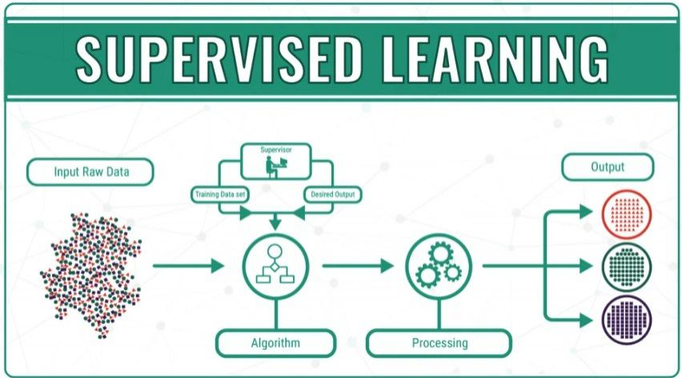 SUPERVISED LEARNING
Input Raw Data
Supervisor
Training Data set
Desired Output
Algorithm
Processing
Output